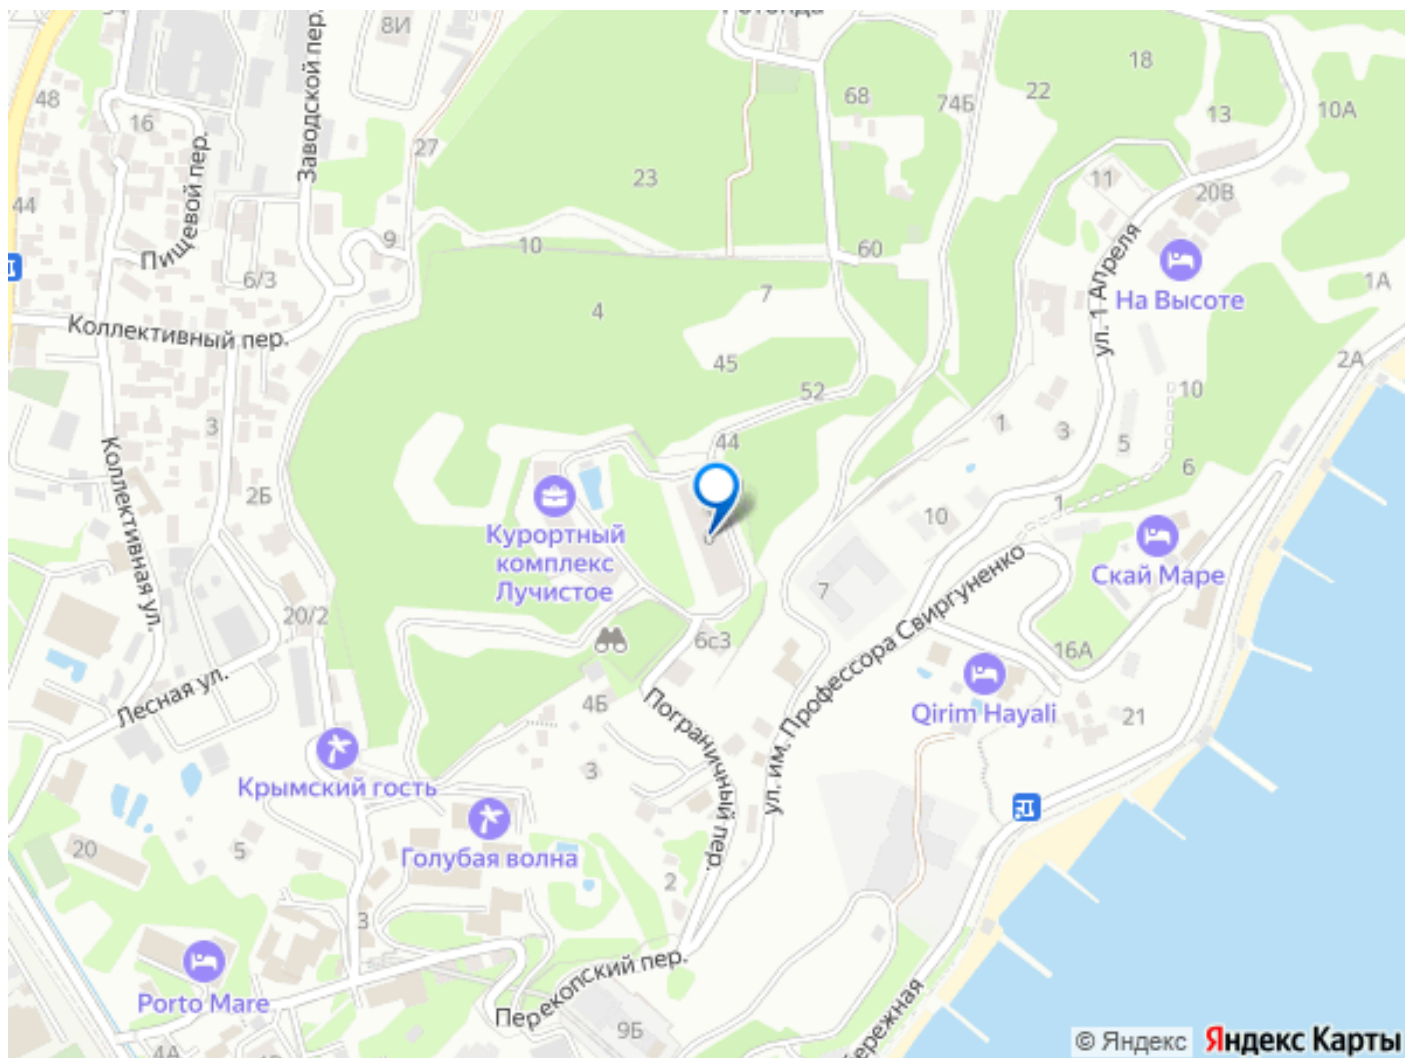 8И
Заводской пер.
48
16
Пищевой пер.
27
44
9
6/3
10
23
4
7
45
52
44
60
68
74Б
22
18
13
10А
11
20В
ул. 1 Апреля
На Высоте
1А
2А
Коллективный пер.
3
2Б
Коллективная ул.
Курортный
комплекс
Лучистое
1
3
5
10
6
1
10
7
Скай Маре
ул. им. Профессора Свиргуненко
16А
Qirim Hayali
21
20/2
6с3
4Б
Лесная ул.
Пограничный пер.
3
Крымский гость
Голубая волна
20
5
3
2
Porto Mare
Перекопский пер.
9Б
4А
© Яндекс Яндекс Карты